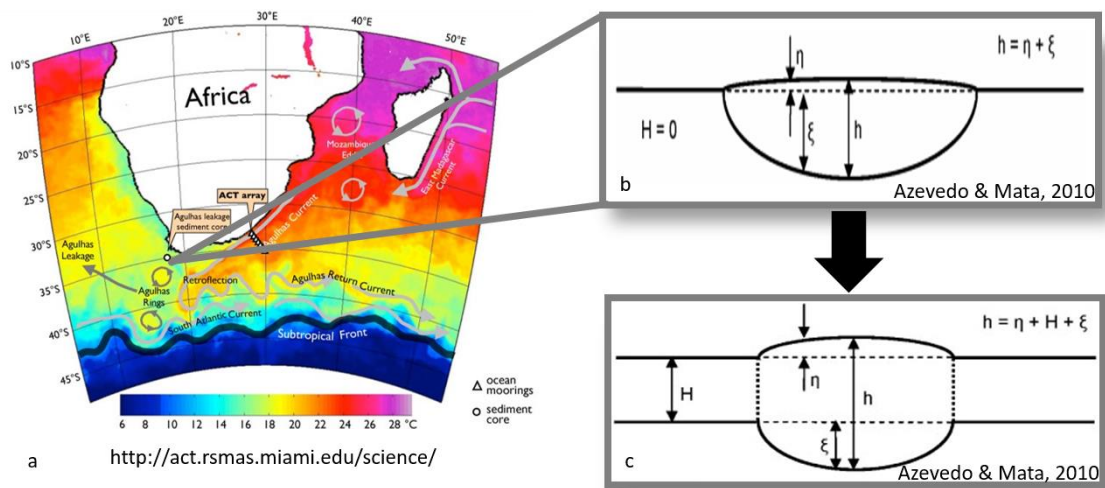 10°E
20°E
30°E
40°E
50°E
10°S
15°S
20°S
25°S
30°S
35°S
40°S
45°S
Africa
Mozambique
East Madagascar
Current
ACT array
Agulhas leakage
sediment core
Agulhas Current
Agulhas
Leakage
Retroflection
Agulhas Return Current
Agulhas
Rings
South Atlantic Current
Subtropical Front
ocean
moorings
sediment
core
6 8 10 12 14 16 18 20 22 24 26 28 °C
a
http://act.rsmas.miami.edu/science/
η
h = η + ξ
H = 0
ξ
h
b
Azevedo & Mata, 2010
h = η + H + ξ
η
H
h
ξ
c
Azevedo & Mata, 2010